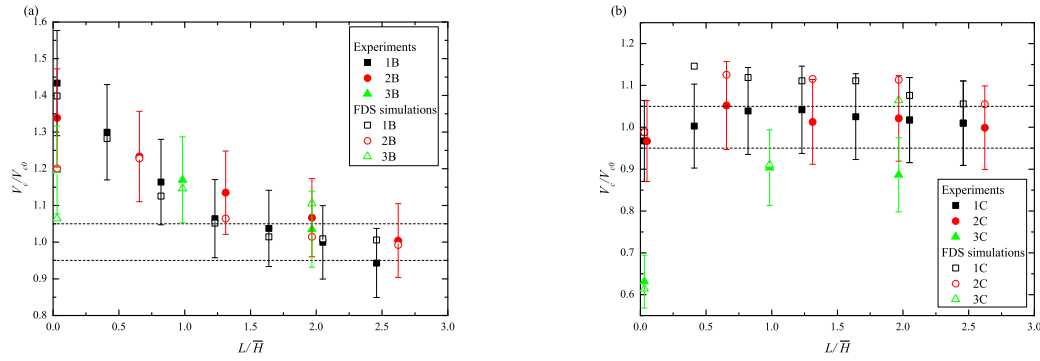 (a)
1.6
1.5
1.4
1.3
1.2
1.1
1.0
0.9
0.8
V_c/V_c0
0.0 0.5 1.0 1.5 2.0 2.5 3.0
L/H̅
Experiments
1B
2B
3B
FDS simulations
1B
2B
3B
(b)
1.2
1.1
1.0
0.9
0.8
0.7
0.6
V_c/V_c0
0.0 0.5 1.0 1.5 2.0 2.5 3.0
L/H̅
Experiments
1C
2C
3C
FDS simulations
1C
2C
3C